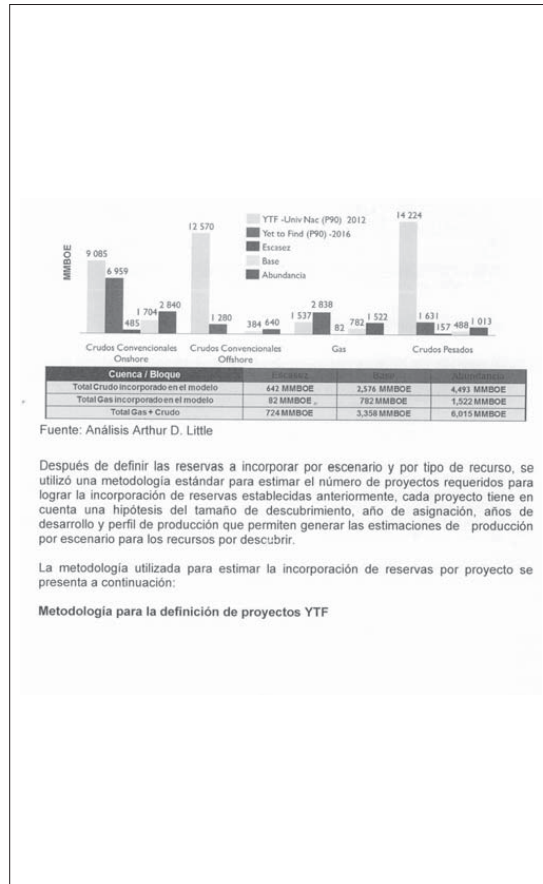 YTF -Univ Nac (P90) 2012
Yet to Find (P90) -2016
Escasez
Base
Abundancia
MMBOE
9 085
6 959
485
1 704
2 840
12 570
1 280
384
640
1 537
2 838
82
782
1 522
14 224
1 631
157
488
1 013
Crudos Convencionales Onshore
Crudos Convencionales Offshore
Gas
Crudos Pesados
Cuenca / Bloque Escasez Base Abundancia
Total Crudo incorporado en el modelo 642 MMBOE 2,576 MMBOE 4,493 MMBOE
Total Gas incorporado en el modelo 82 MMBOE 782 MMBOE 1,522 MMBOE
Total Gas + Crudo 724 MMBOE 3,358 MMBOE 6,015 MMBOE
Fuente: Análisis Arthur D. Little
Después de definir las reservas a incorporar por escenario y por tipo de recurso, se
utilizó una metodología estándar para estimar el número de proyectos requeridos para
lograr la incorporación de reservas establecidas anteriormente, cada proyecto tiene en
cuenta una hipótesis del tamaño de descubrimiento, año de asignación, años de
desarrollo y perfil de producción que permiten generar las estimaciones de producción
por escenario para los recursos por descubrir.
La metodología utilizada para estimar la incorporación de reservas por proyecto se
presenta a continuación:
Metodología para la definición de proyectos YTF